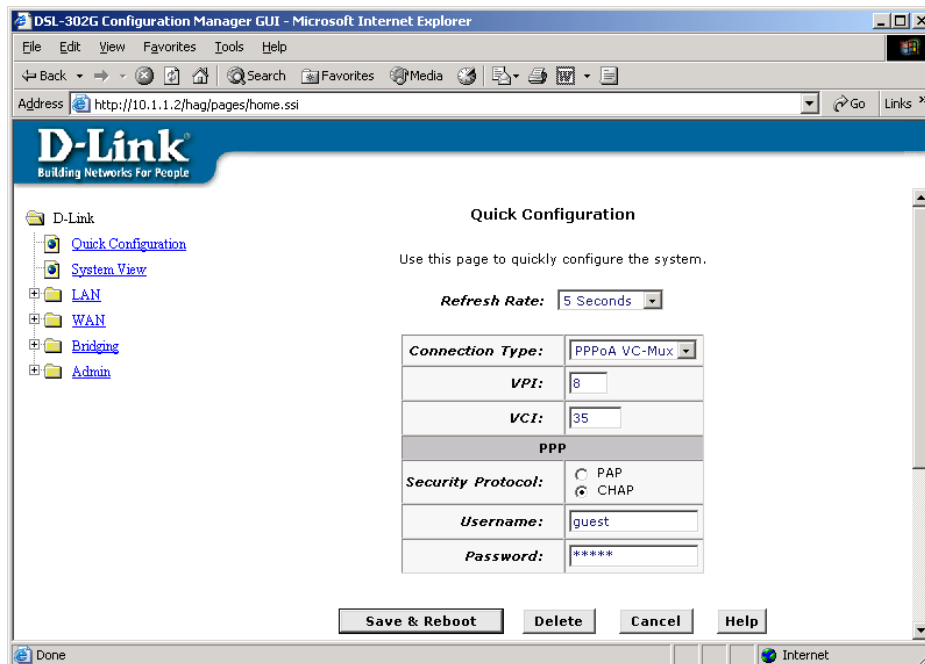 DSL-302G Configuration Manager GUI - Microsoft Internet Explorer
File Edit View Favorites Tools Help
Back Search Favorites Media
Address http://10.1.1.2/hag/pages/home.ssi Go Links »
D-Link®
Building Networks For People
D-Link
Quick Configuration
System View
LAN
WAN
Bridging
Admin
Quick Configuration
Use this page to quickly configure the system.
Refresh Rate: 5 Seconds
Connection Type: PPPoA VC-Mux
VPI: 8
VCI: 35
PPP
Security Protocol: PAP
CHAP
Username: guest
Password: *****
Save & Reboot Delete Cancel Help
Done Internet